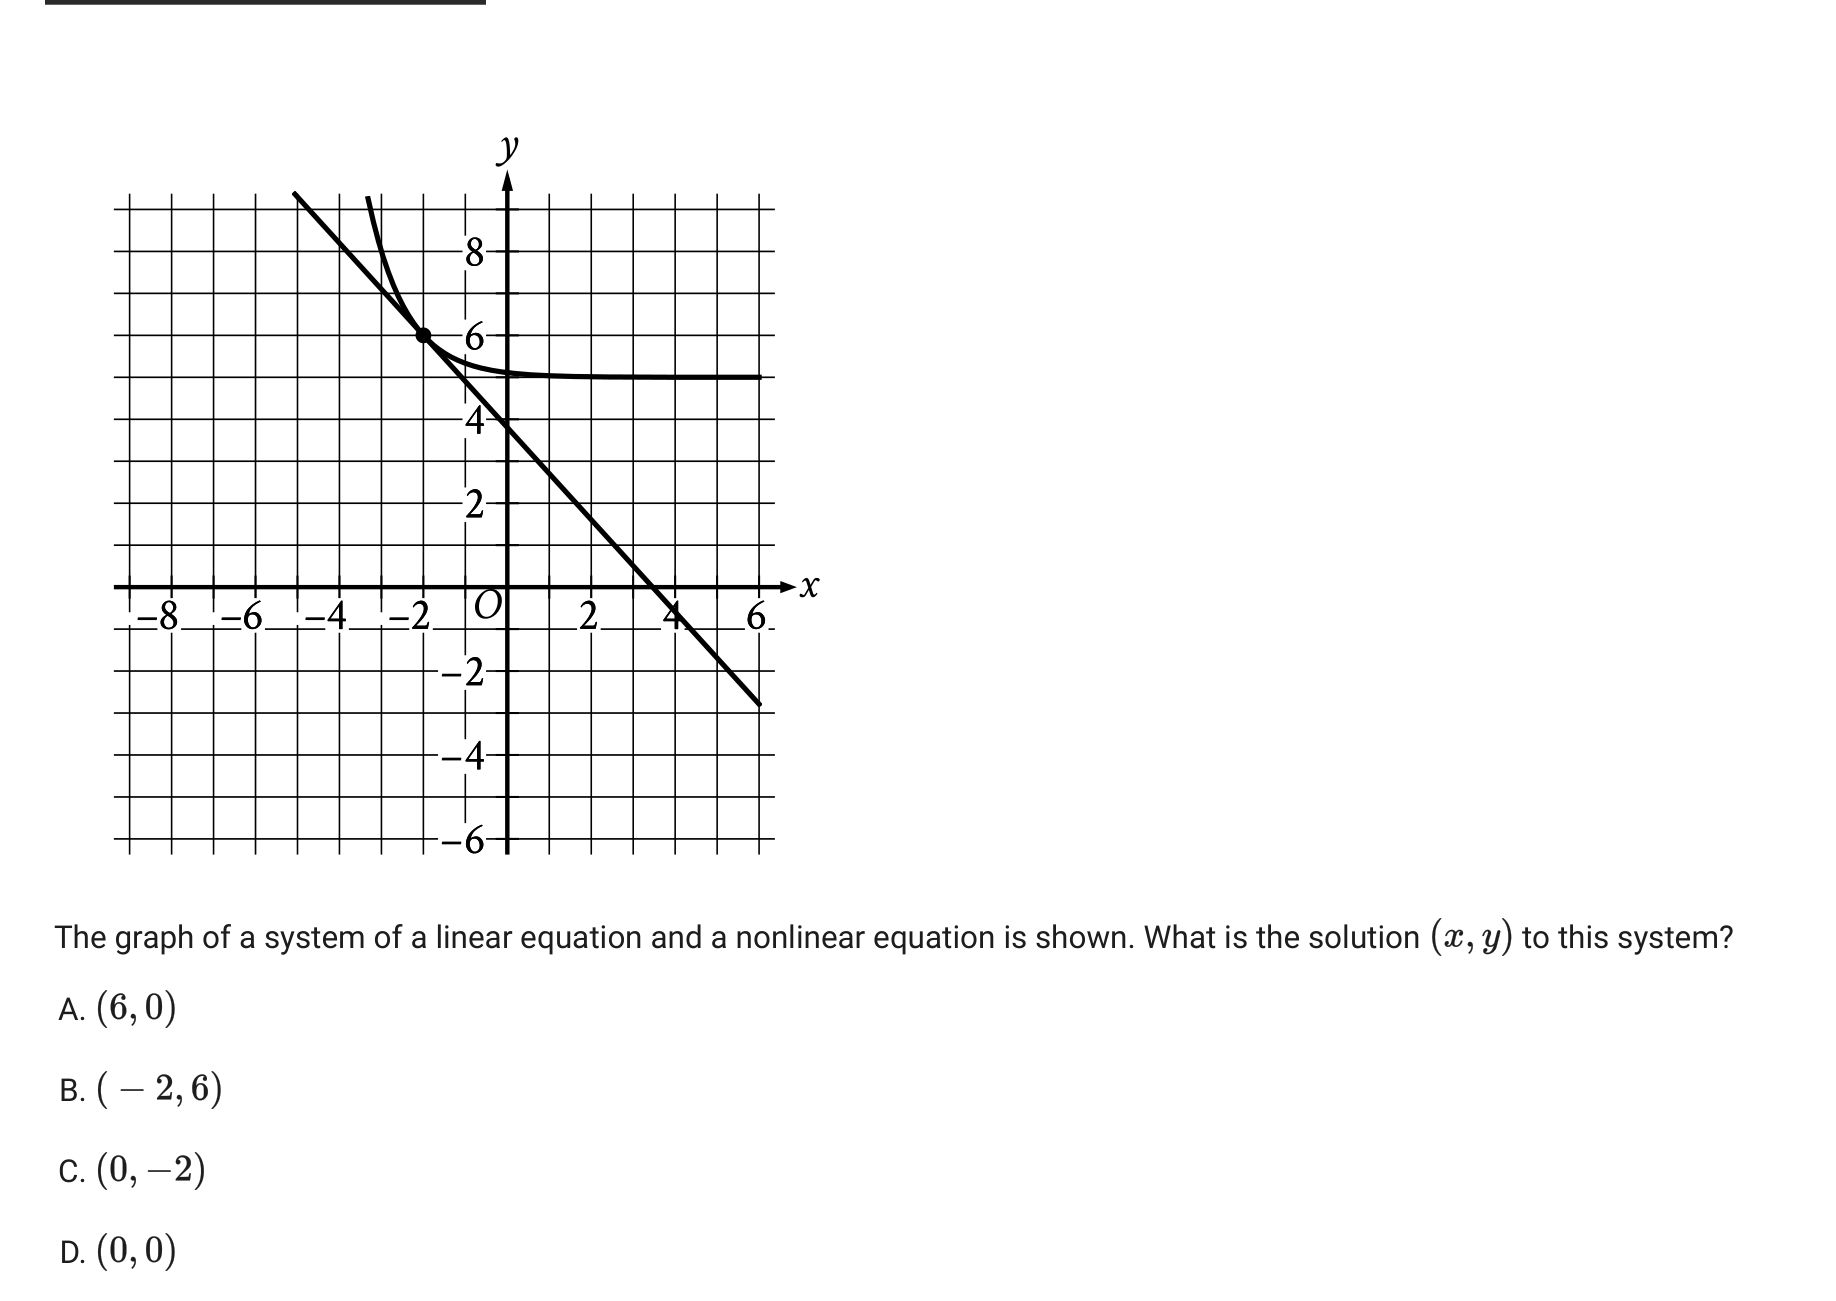 y
8
6
4
2
−8 −6 −4 −2 O 2 4 6 x
−2
−4
−6
The graph of a system of a linear equation and a nonlinear equation is shown. What is the solution (x, y) to this system?
A. (6, 0)
B. ( − 2, 6)
C. (0, −2)
D. (0, 0)